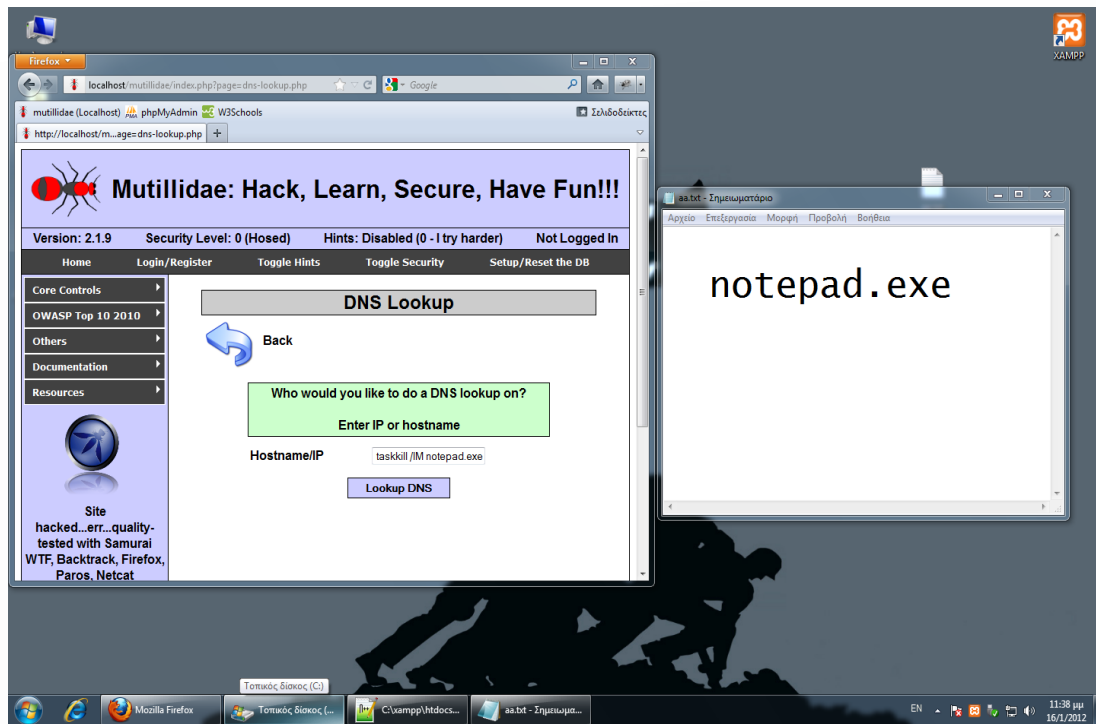 XAMPP
Firefox
localhost/mutillidae/index.php?page=dns-lookup.php
Google
mutillidae (Localhost) phpMyAdmin W3Schools Σελιδοδείκτες
http://localhost/m...age=dns-lookup.php +
Mutillidae: Hack, Learn, Secure, Have Fun!!!
Version: 2.1.9 Security Level: 0 (Hosed) Hints: Disabled (0 - I try harder) Not Logged In
Home Login/Register Toggle Hints Toggle Security Setup/Reset the DB
Core Controls
OWASP Top 10 2010
Others
Documentation
Resources
DNS Lookup
Back
Who would you like to do a DNS lookup on?
Enter IP or hostname
Hostname/IP taskkill /IM notepad.exe
Lookup DNS
Site
hacked...err...quality-
tested with Samurai
WTF, Backtrack, Firefox,
Paros, Netcat
aa.txt - Σημειωματάριο
Αρχείο Επεξεργασία Μορφή Προβολή Βοήθεια
notepad.exe
Τοπικός δίσκος (C:)
Mozilla Firefox
Τοπικός δίσκος (...
C:\xampp\htdocs...
aa.txt - Σημειωμα...
EN
11:38 μμ
16/1/2012